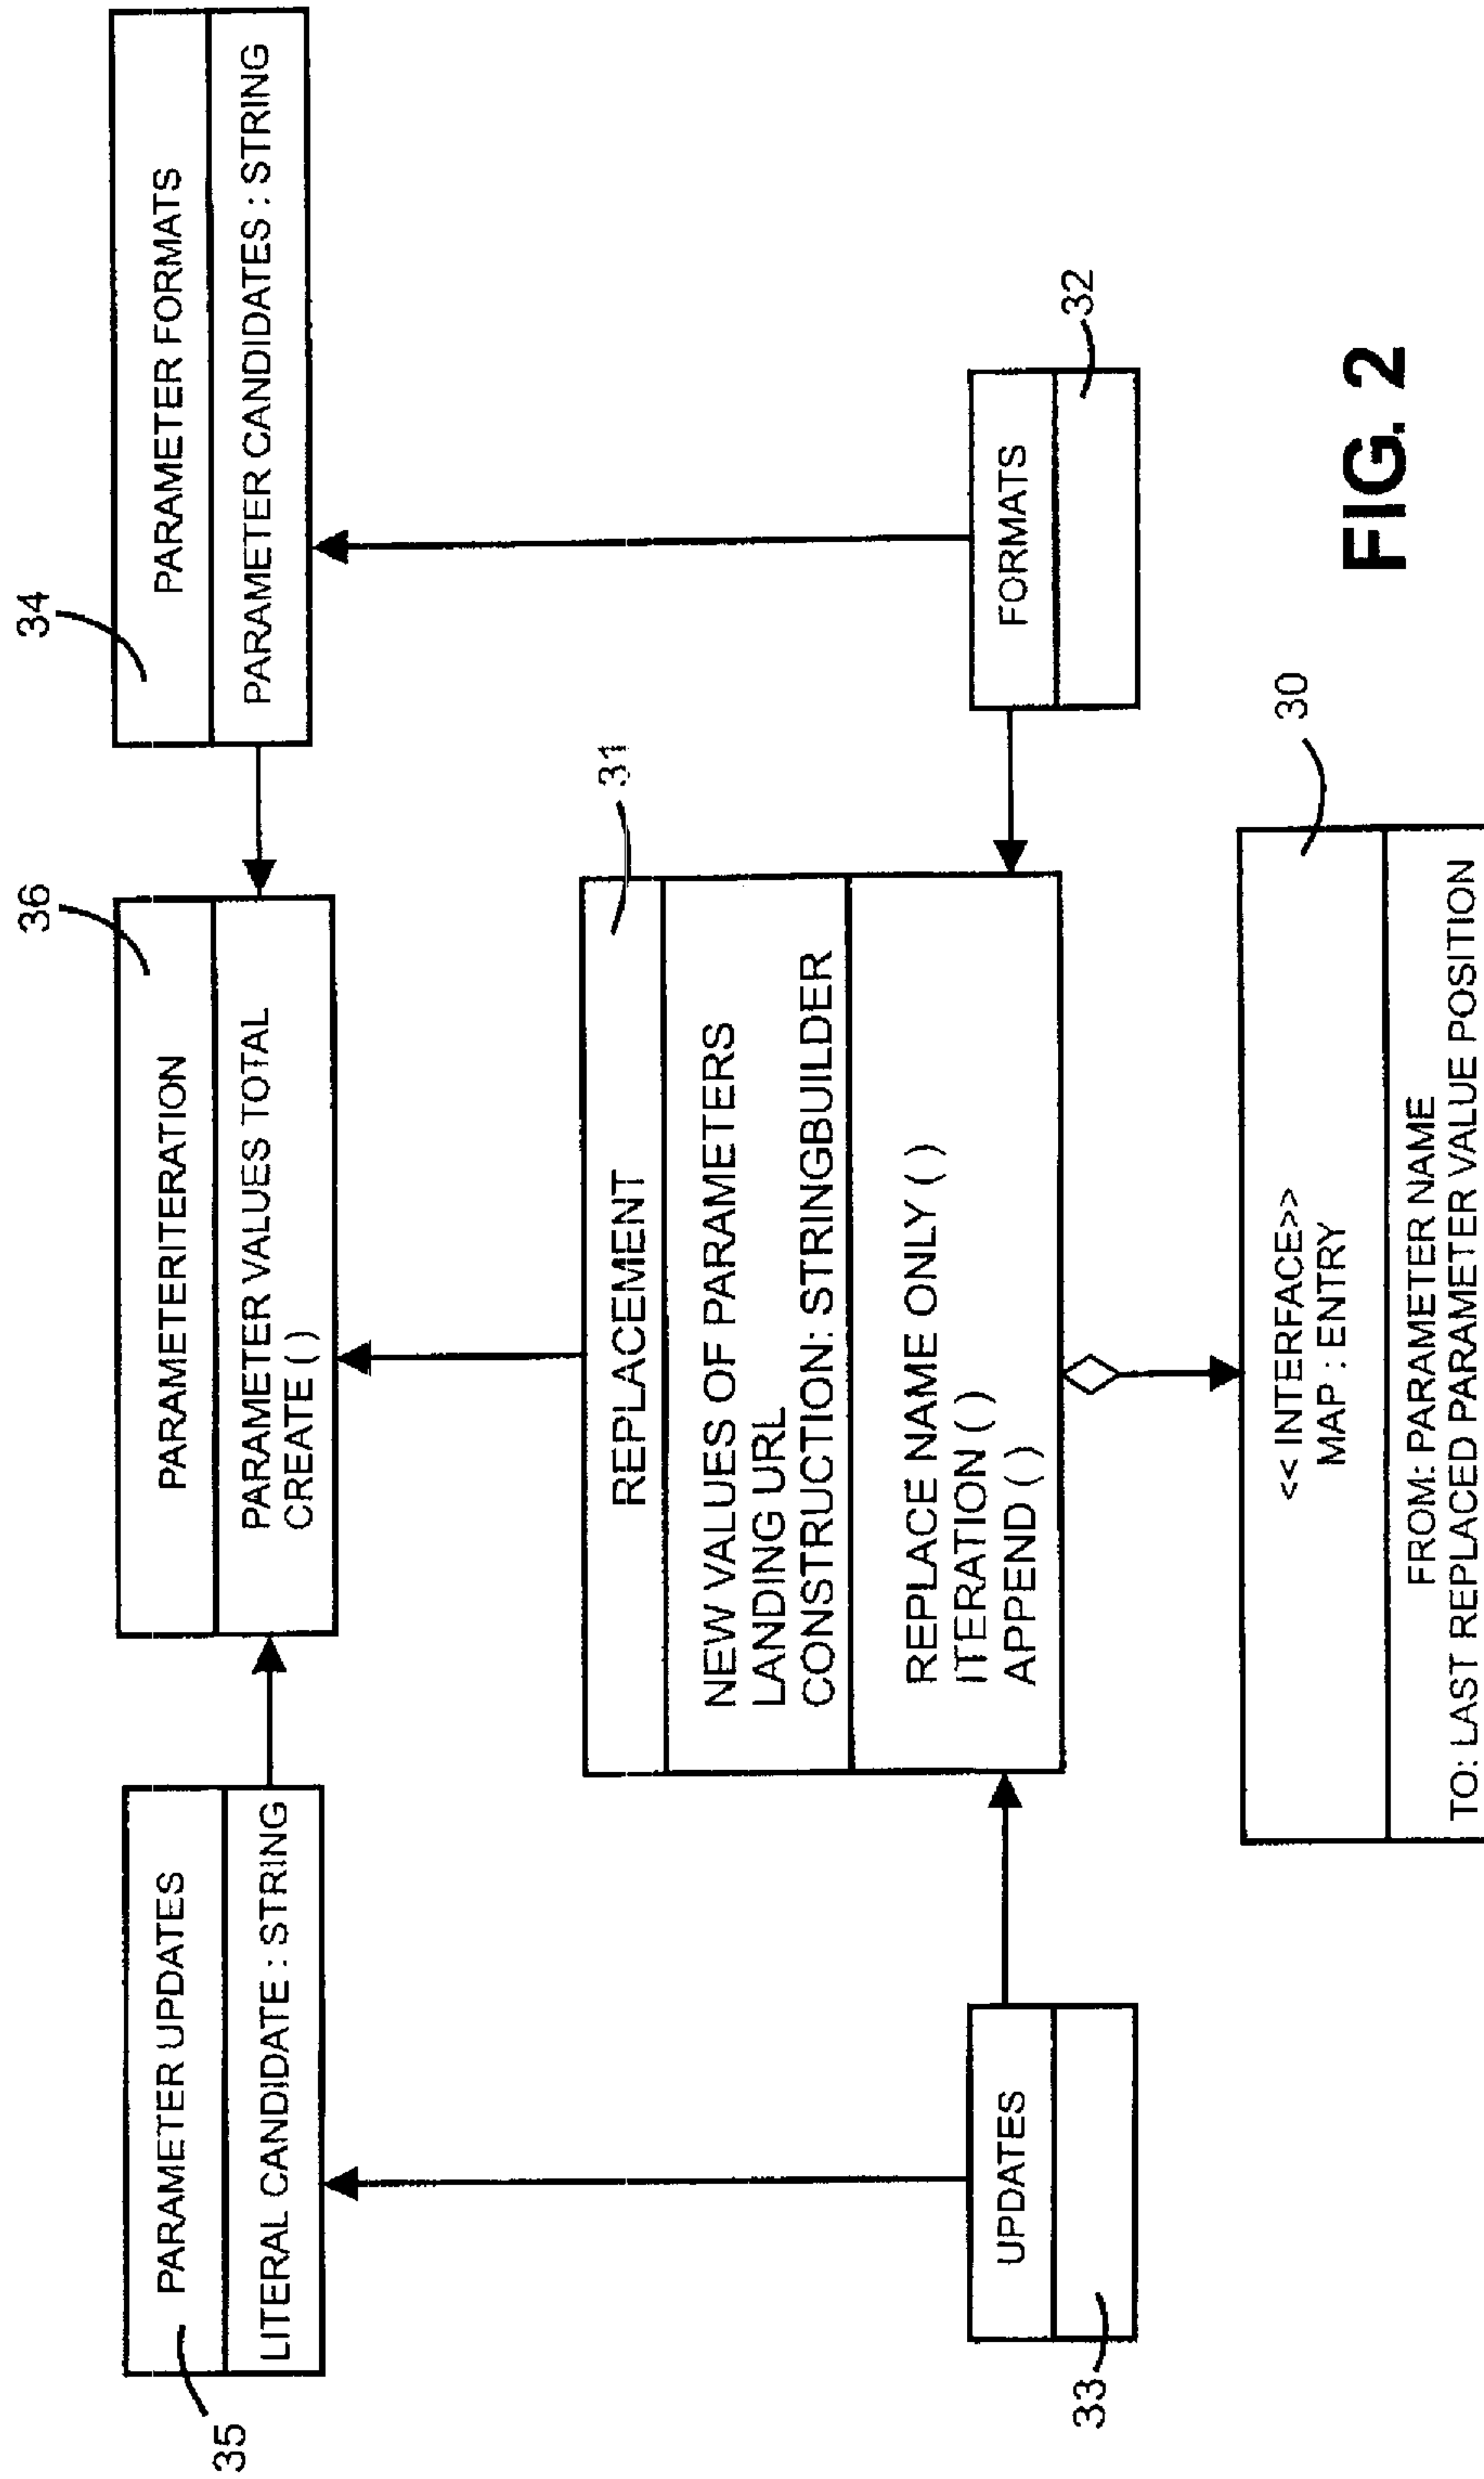 35
PARAMETER UPDATES
LITERAL CANDIDATE : STRING
36
PARAMETERITERATION
PARAMETER VALUES TOTAL
CREATE ( )
34
PARAMETER FORMATS
PARAMETER CANDIDATES : STRING
31
REPLACEMENT
NEW VALUES OF PARAMETERS
LANDING URL
CONSTRUCTION: STRINGBUILDER
REPLACE NAME ONLY ( )
ITERATION ( )
APPEND ( )
33
UPDATES
FORMATS
32
30
<< INTERFACE>>
MAP : ENTRY
FROM: PARAMETER NAME
TO: LAST REPLACED PARAMETER VALUE POSITION
FIG. 2